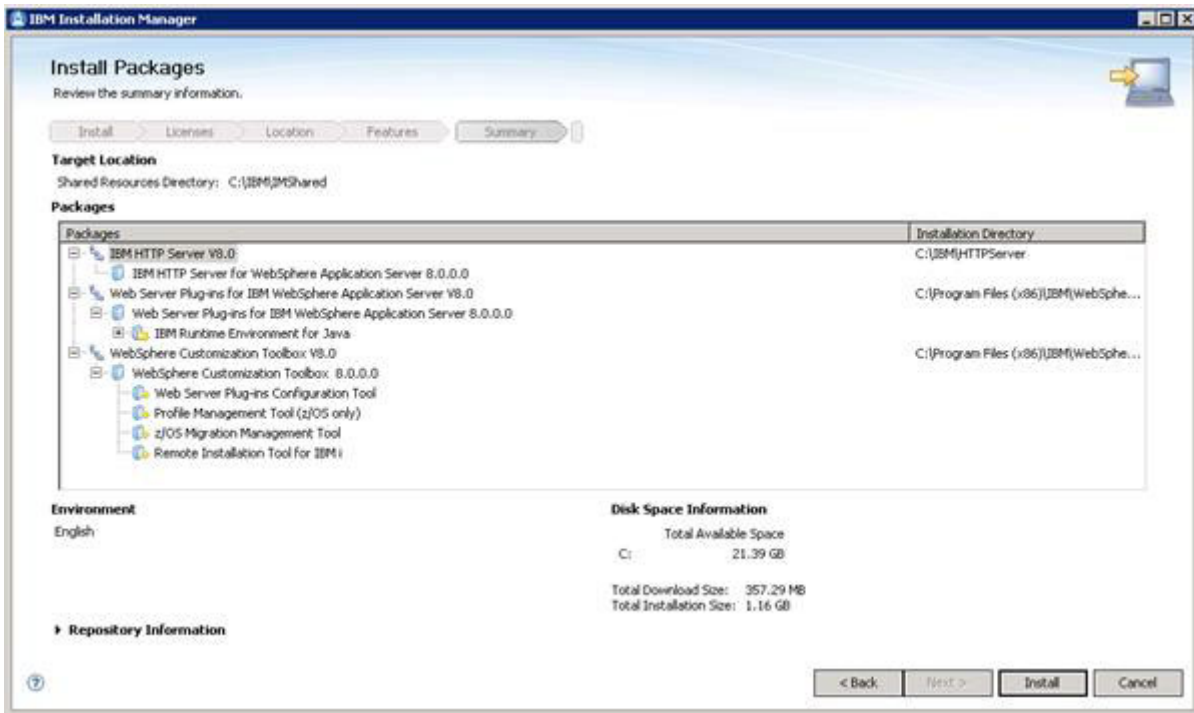 IBM Installation Manager
Install Packages
Review the summary information.
Install Licenses Location Features Summary
Target Location
Shared Resources Directory: C:\IBM\IMShared
Packages
Packages Installation Directory
IBM HTTP Server V8.0 C:\IBM\HTTPServer
IBM HTTP Server for WebSphere Application Server 8.0.0.0
Web Server Plug-ins for IBM WebSphere Application Server V8.0 C:\Program Files (x86)\IBM\WebSphe...
Web Server Plug-ins for IBM WebSphere Application Server 8.0.0.0
IBM Runtime Environment for Java
WebSphere Customization Toolbox V8.0 C:\Program Files (x86)\IBM\WebSphe...
WebSphere Customization Toolbox 8.0.0.0
Web Server Plug-ins Configuration Tool
Profile Management Tool (z/OS only)
z/OS Migration Management Tool
Remote Installation Tool for IBM i
Environment Disk Space Information
English Total Available Space
C: 21.39 GB
Total Download Size: 357.29 MB
Total Installation Size: 1.16 GB
Repository Information
? < Back Next > Install Cancel